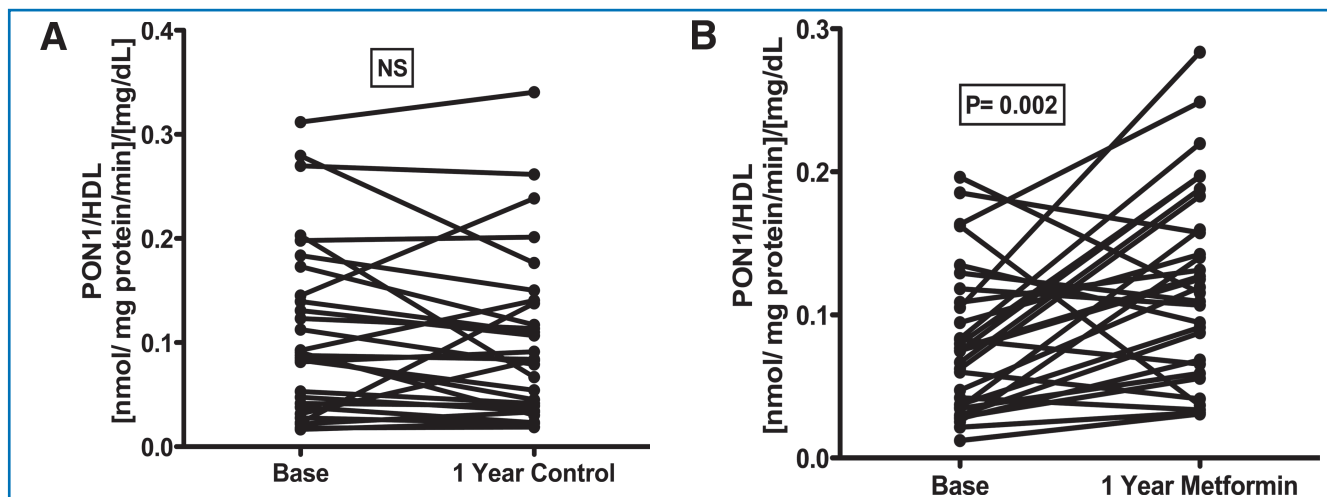 A
PON1/HDL
[nmol/ mg protein/min]/[mg/dL]
0.4
0.3
0.2
0.1
0.0
NS
Base
1 Year Control
B
PON1/HDL
[nmol/ mg protein/min]/[mg/dL
0.3
0.2
0.1
0.0
P= 0.002
Base
1 Year Metformin